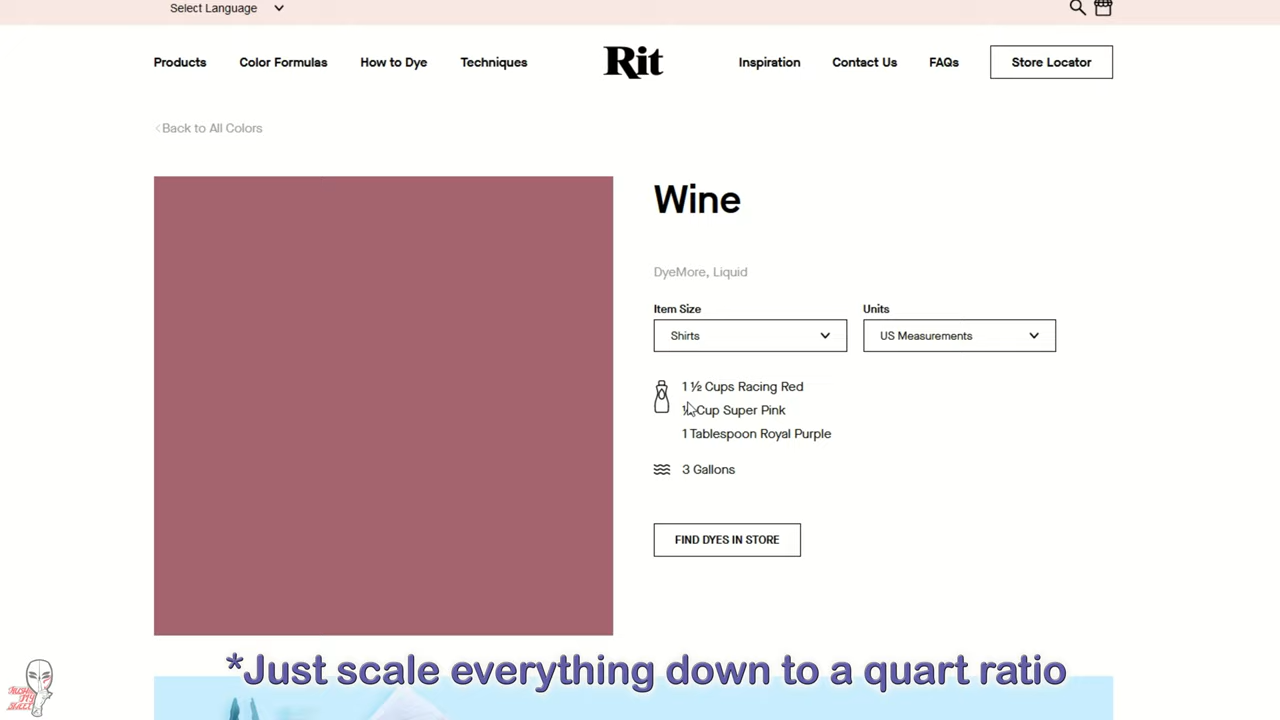 Select Language
Products
Color Formulas
How to Dye
Techniques
Rit
Inspiration
Contact Us
FAQs
Store Locator
<Back to All Colors
Wine
DyeMore, Liquid
Item Size
Units
Shirts
US Measurements
1 ½ Cups Racing Red
Cup Super Pink
1 Tablespoon Royal Purple
3 Gallons
FIND DYES IN STORE
*Just scale everything down to a quart ratio